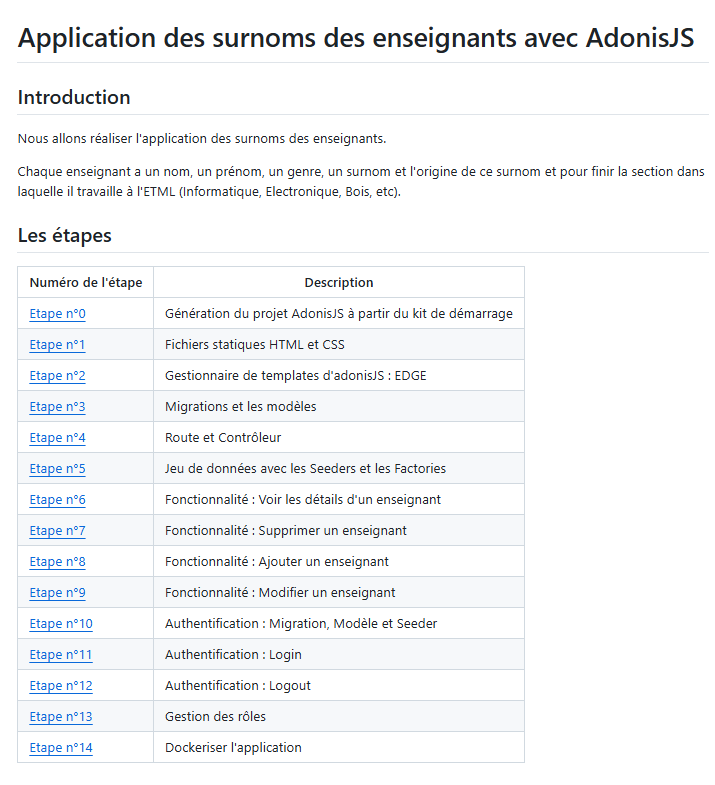 Application des surnoms des enseignants avec AdonisJS
Introduction
Nous allons réaliser l'application des surnoms des enseignants.
Chaque enseignant a un nom, un prénom, un genre, un surnom et l'origine de ce surnom et pour finir la section dans
laquelle il travaille à l'ETML (Informatique, Electronique, Bois, etc).
Les étapes
Numéro de l'étape Description
Etape n°0 Génération du projet AdonisJS à partir du kit de démarrage
Etape n°1 Fichiers statiques HTML et CSS
Etape n°2 Gestionnaire de templates d'adonisJS : EDGE
Etape n°3 Migrations et les modèles
Etape n°4 Route et Contrôleur
Etape n°5 Jeu de données avec les Seeders et les Factories
Etape n°6 Fonctionnalité : Voir les détails d'un enseignant
Etape n°7 Fonctionnalité : Supprimer un enseignant
Etape n°8 Fonctionnalité : Ajouter un enseignant
Etape n°9 Fonctionnalité : Modifier un enseignant
Etape n°10 Authentification : Migration, Modèle et Seeder
Etape n°11 Authentification : Login
Etape n°12 Authentification : Logout
Etape n°13 Gestion des rôles
Etape n°14 Dockeriser l'application